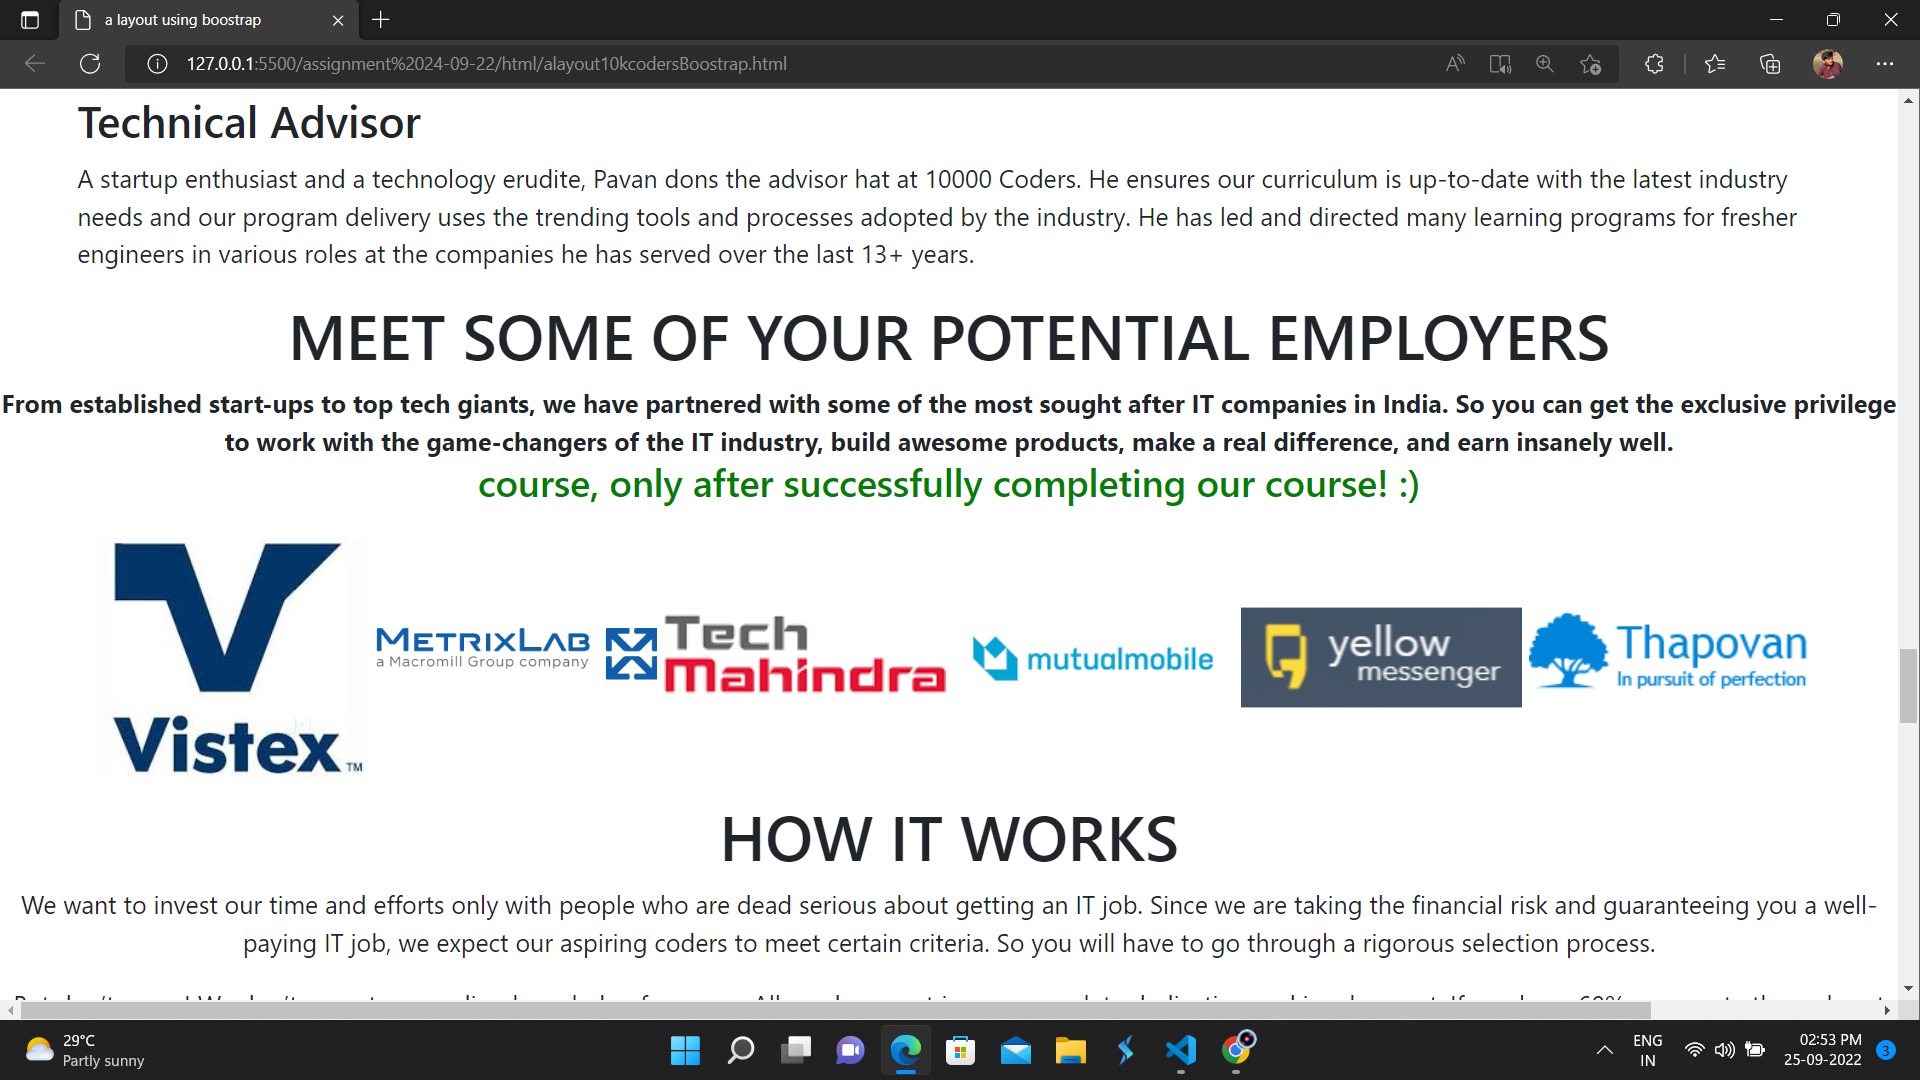 a layout using boostrap
127.0.0.1:5500/assignment%2024-09-22/html/alayout10kcodersBoostrap.html
Technical Advisor
A startup enthusiast and a technology erudite, Pavan dons the advisor hat at 10000 Coders. He ensures our curriculum is up-to-date with the latest industry
needs and our program delivery uses the trending tools and processes adopted by the industry. He has led and directed many learning programs for fresher
engineers in various roles at the companies he has served over the last 13+ years.
MEET SOME OF YOUR POTENTIAL EMPLOYERS
From established start-ups to top tech giants, we have partnered with some of the most sought after IT companies in India. So you can get the exclusive privilege
to work with the game-changers of the IT industry, build awesome products, make a real difference, and earn insanely well.
course, only after successfully completing our course! :)
Vistex™
METRIXLAB
a Macromill Group company
Tech
Mahindra
mutualmobile
yellow
messenger
Thapovan
In pursuit of perfection
HOW IT WORKS
We want to invest our time and efforts only with people who are dead serious about getting an IT job. Since we are taking the financial risk and guaranteeing you a well-
paying IT job, we expect our aspiring coders to meet certain criteria. So you will have to go through a rigorous selection process.
29°C
Partly sunny
ENG
IN
02:53 PM
25-09-2022
3